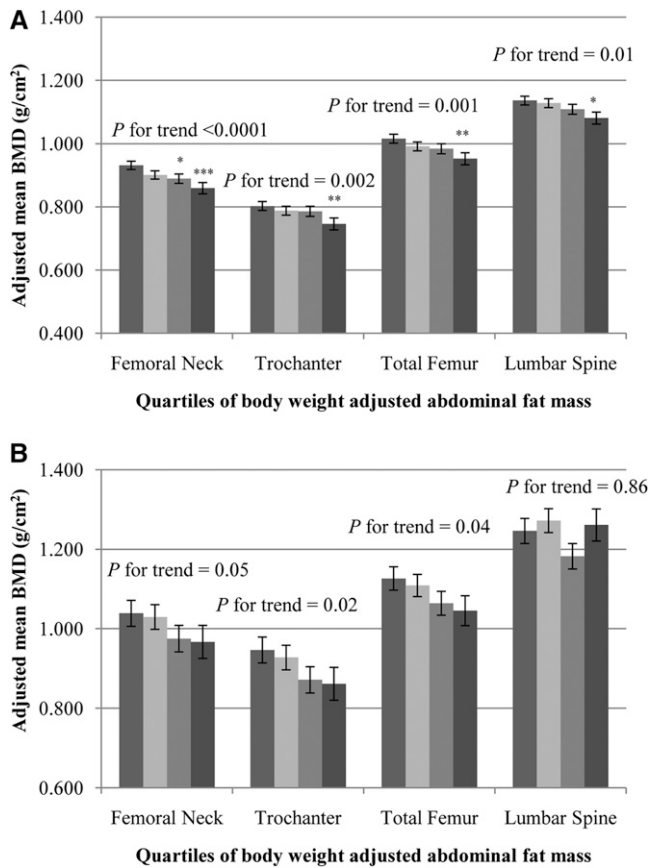 A
1.400
1.200
1.000
0.800
0.600
0.400
Adjusted mean BMD (g/cm²)
P for trend <0.0001
* ***
P for trend = 0.002
**
P for trend = 0.001
**
P for trend = 0.01
*
Femoral Neck Trochanter Total Femur Lumbar Spine
Quartiles of body weight adjusted abdominal fat mass
B
1.400
1.200
1.000
0.800
0.600
Adjusted mean BMD (g/cm²)
P for trend = 0.05
P for trend = 0.02
P for trend = 0.04
P for trend = 0.86
Femoral Neck Trochanter Total Femur Lumbar Spine
Quartiles of body weight adjusted abdominal fat mass